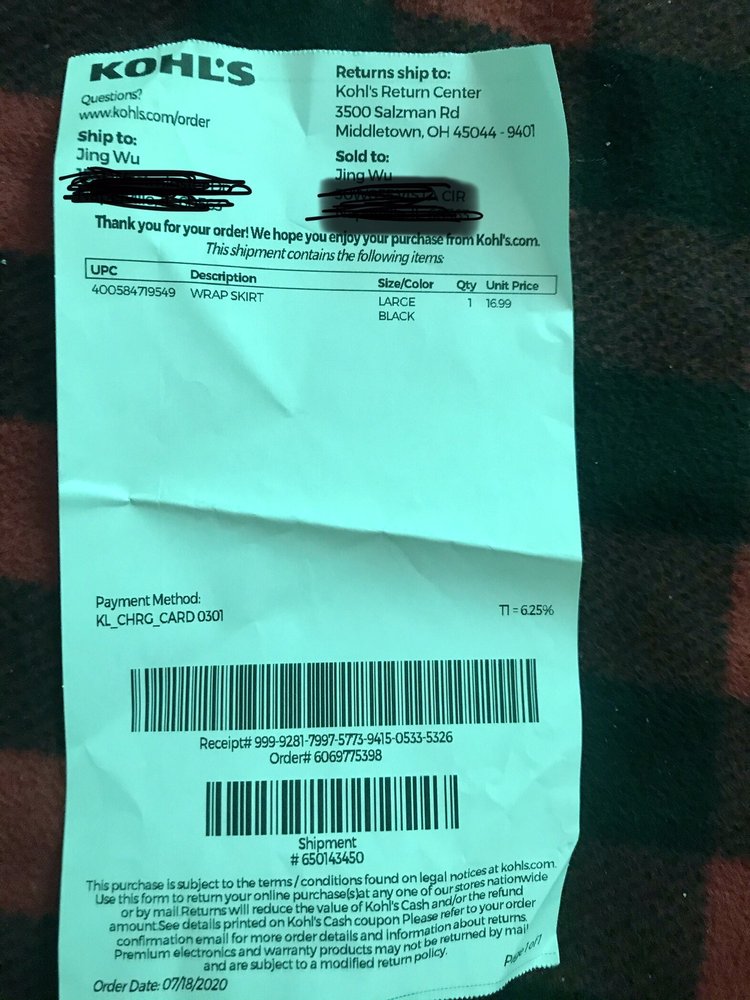 KOHL'S
Questions?
www.kohls.com/order
Ship to:
Jing Wu
Returns ship to:
Kohl's Return Center
3500 Salzman Rd
Middletown, OH 45044 - 9401
Sold to:
Jing Wu
CIR
Thank you for your order! We hope you enjoy your purchase from Kohl's.com.
This shipment contains the following items:
UPC Description Size/Color Qty Unit Price
400584719549 WRAP SKIRT LARGE 1 16.99
BLACK
Payment Method:
KL_CHRG_CARD 0301
T1 = 6.25%
Receipt# 999-9281-7997-5773-9415-0533-5326
Order# 6069775398
Shipment
# 650143450
This purchase is subject to the terms / conditions found on legal notices at kohls.com.
Use this form to return your online purchase(s)at any one of our stores nationwide
or by mail.Returns will reduce the value of Kohl's Cash and/or the refund
amount.See details printed on Kohl's Cash coupon Please refer to your order
confirmation email for more order details and information about returns.
Premium electronics and warranty products may not be returned by mail
and are subject to a modified return policy.
Page 1 of 1
Order Date: 07/18/2020